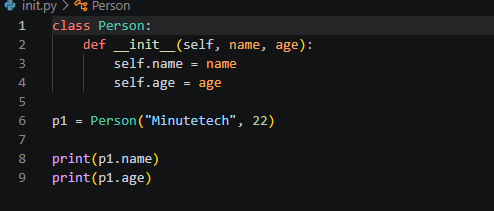 init.py > Person
1 class Person:
2     def __init__(self, name, age):
3         self.name = name
4         self.age = age
5
6 p1 = Person("Minutetech", 22)
7
8 print(p1.name)
9 print(p1.age)